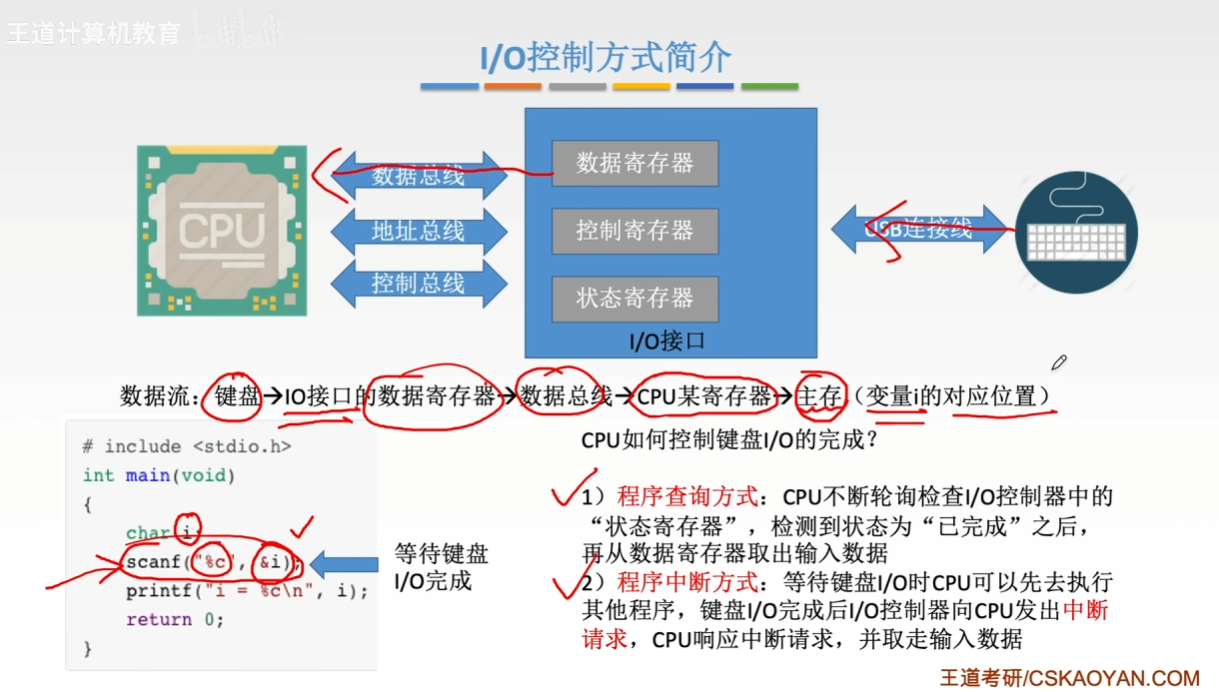 王道计算机教育
I/O控制方式简介
CPU
数据总线
地址总线
控制总线
数据寄存器
控制寄存器
状态寄存器
I/O接口
USB连接线
数据流：键盘→IO接口的数据寄存器→数据总线→CPU某寄存器→主存（变量i的对应位置）
# include <stdio.h>
int main(void)
{
char i;
scanf("%c", &i);
printf("i = %c\n", i);
return 0;
}
等待键盘
I/O完成
CPU如何控制键盘I/O的完成？
1）程序查询方式：CPU不断轮询检查I/O控制器中的
“状态寄存器”，检测到状态为“已完成”之后，
再从数据寄存器取出输入数据
2）程序中断方式：等待键盘I/O时CPU可以先去执行
其他程序，键盘I/O完成后I/O控制器向CPU发出中断
请求，CPU响应中断请求，并取走输入数据
王道考研/CSKAOYAN.COM